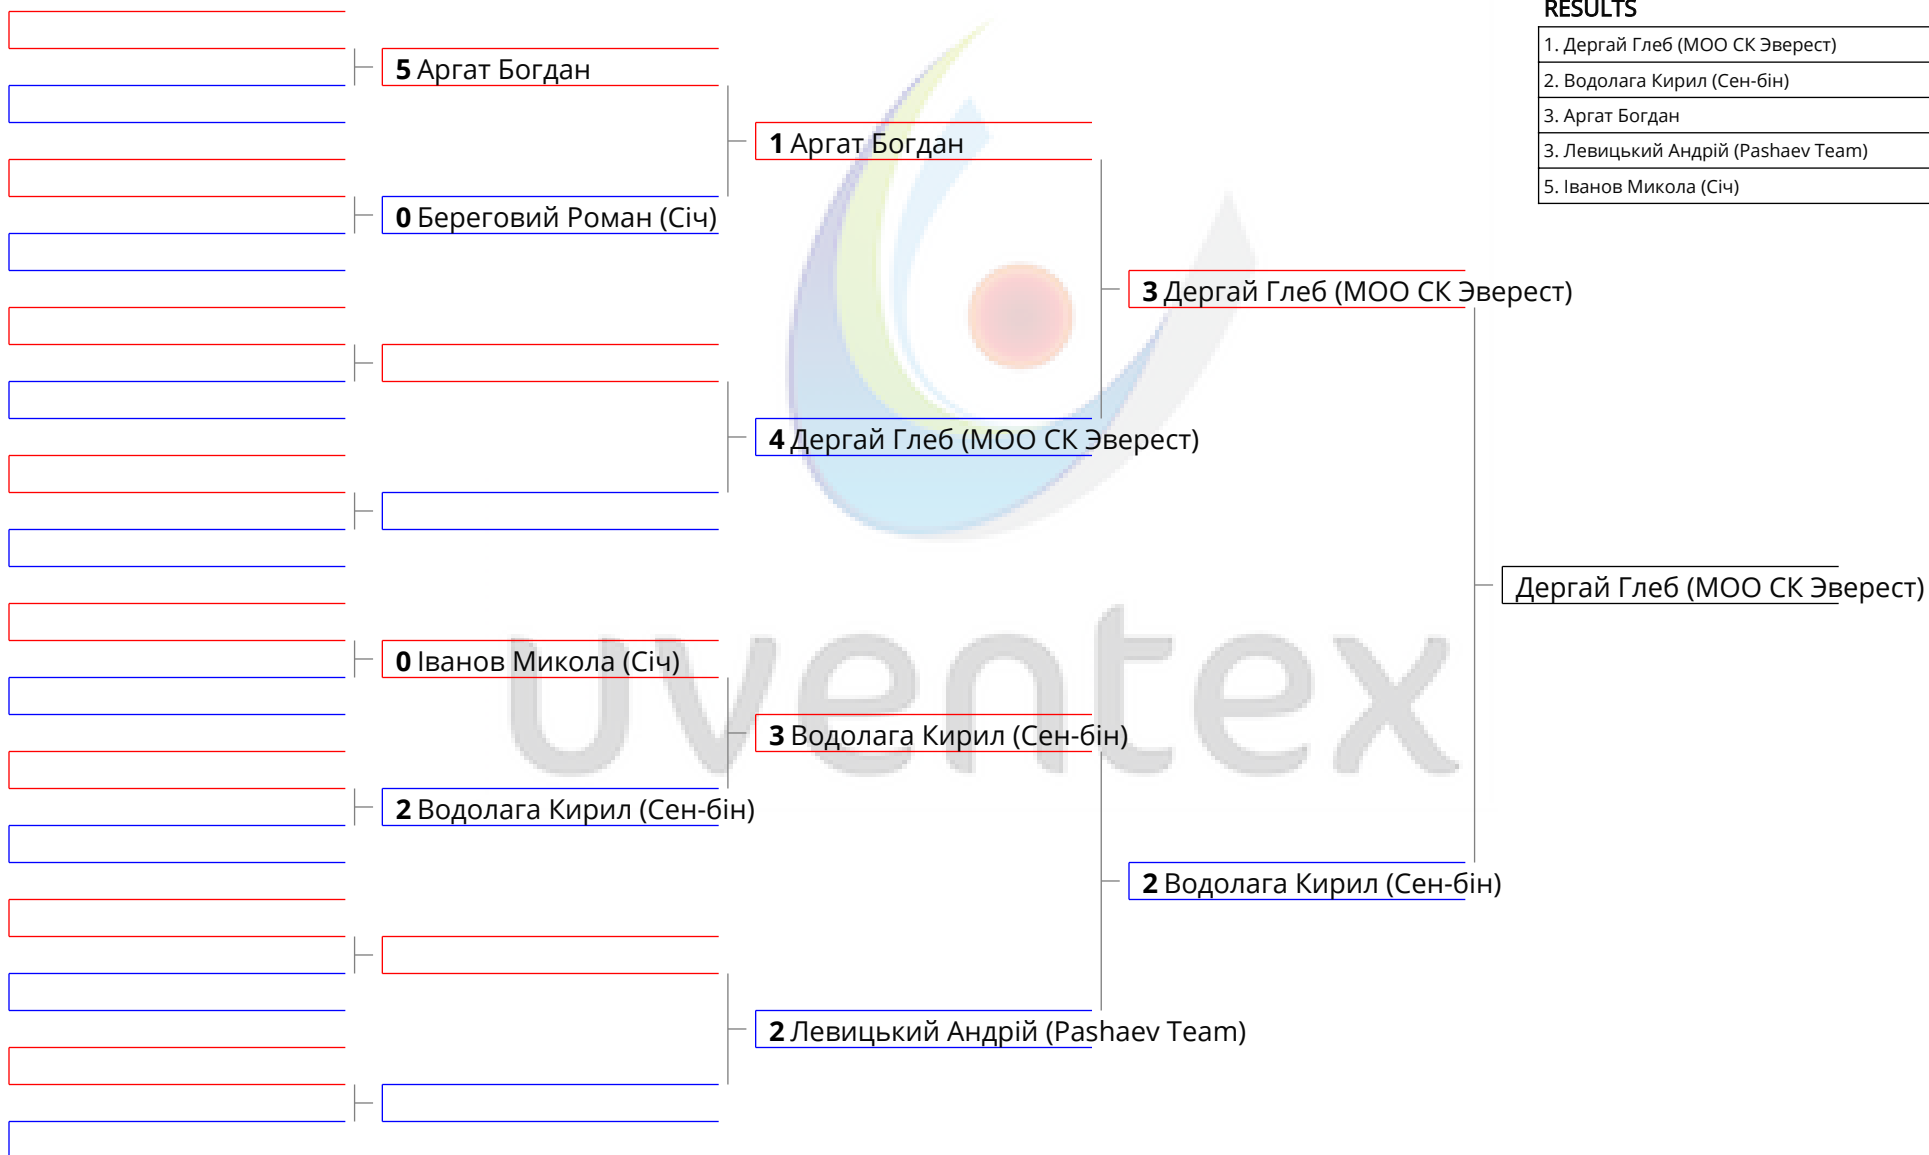 RESULTS
1. Дергай Глеб (МОО СК Эверест)
2. Водолага Кирил (Сен-бін)
3. Аргат Богдан
3. Левицький Андрій (Pashaev Team)
5. Іванов Микола (Січ)
5 Аргат Богдан
0 Береговий Роман (Січ)
0 Іванов Микола (Січ)
2 Водолага Кирил (Сен-бін)
1 Аргат Богдан
4 Дергай Глеб (МОО СК Эверест)
3 Водолага Кирил (Сен-бін)
2 Левицький Андрій (Pashaev Team)
3 Дергай Глеб (МОО СК Эверест)
2 Водолага Кирил (Сен-бін)
Дергай Глеб (МОО СК Эверест)
uventex